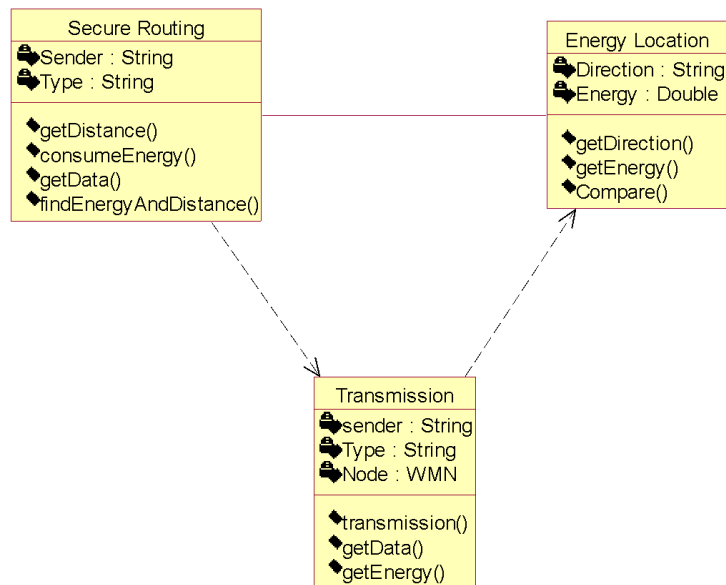 Secure Routing
Sender : String
Type : String
getDistance()
consumeEnergy()
getData()
findEnergyAndDistance()
Energy Location
Direction : String
Energy : Double
getDirection()
getEnergy()
Compare()
Transmission
sender : String
Type : String
Node : WMN
transmission()
getData()
getEnergy()